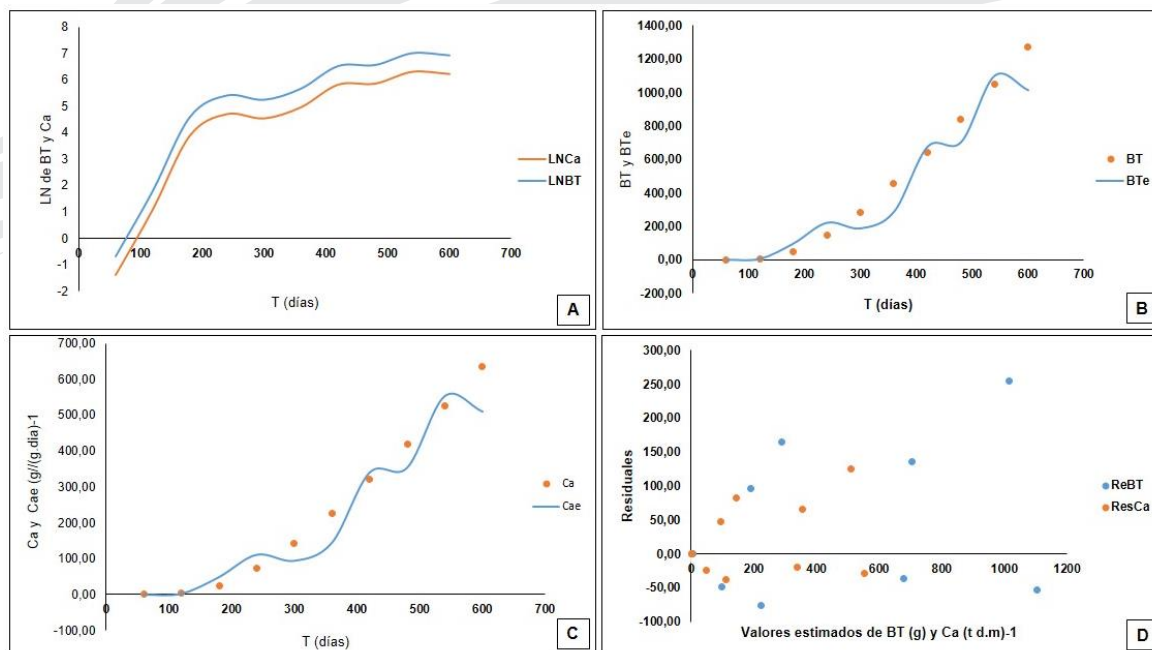 8
7
6
5
4
3
2
1
0
-1
-2
LN de BT y Ca
0 100 200 300 400 500 600 700
T (días)
LNCa
LNBT
A
1400,00
1200,00
1000,00
800,00
600,00
400,00
200,00
0,00
-200,00
BT y BTe
0 100 200 300 400 500 600 700
T (días)
BT
BTe
B
700,00
600,00
500,00
400,00
300,00
200,00
100,00
0,00
-100,00
Ca y Cae (g//(g.dia)-1
0 100 200 300 400 500 600 700
T (días)
Ca
Cae
C
300,00
250,00
200,00
150,00
100,00
50,00
0,00
-50,00
-100,00
Residuales
0 200 400 600 800 1000 1200
Valores estimados de BT (g) y Ca (t d.m)-1
ReBT
ResCa
D